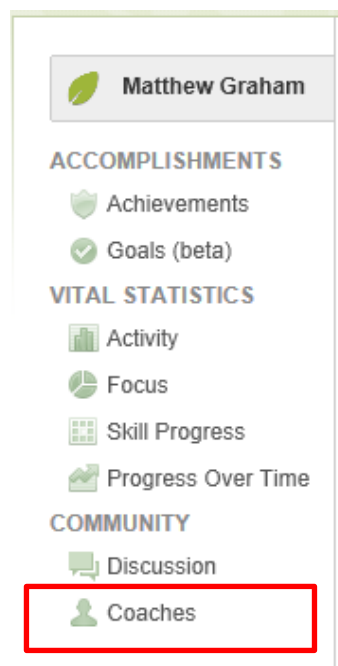 Matthew Graham
ACCOMPLISHMENTS
Achievements
Goals (beta)
VITAL STATISTICS
Activity
Focus
Skill Progress
Progress Over Time
COMMUNITY
Discussion
Coaches